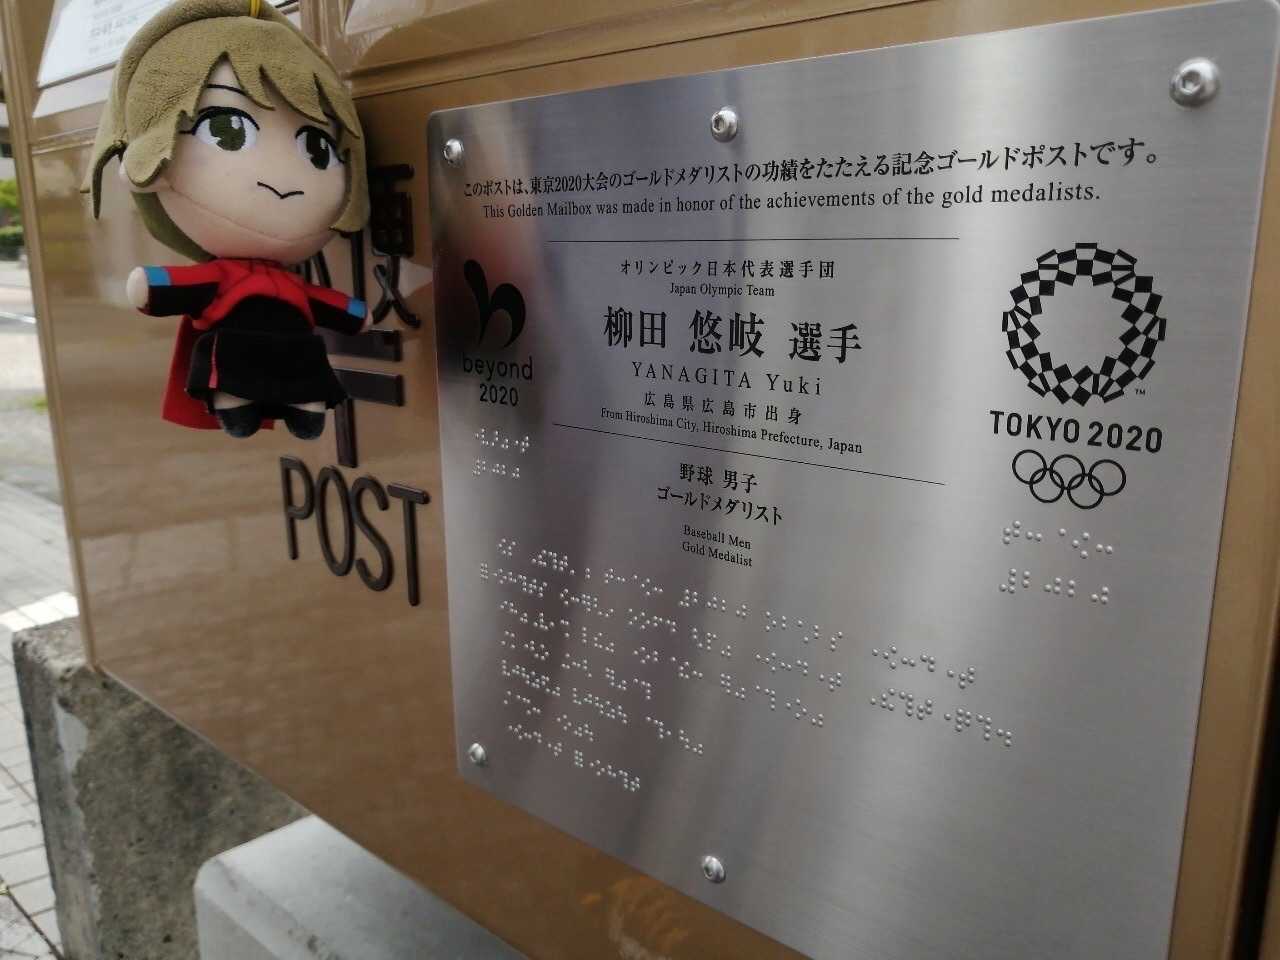 このポストは、東京2020大会のゴールドメダリストの功績をたたえる記念ゴールドポストです。
This Golden Mailbox was made in honor of the achievements of the gold medalists.
オリンピック日本代表選手団
Japan Olympic Team
柳田 悠岐 選手
YANAGITA Yuki
広島県広島市出身
From Hiroshima City, Hiroshima Prefecture, Japan
野球 男子
ゴールドメダリスト
Baseball Men
Gold Medalist
beyond
2020
TOKYO 2020
POST